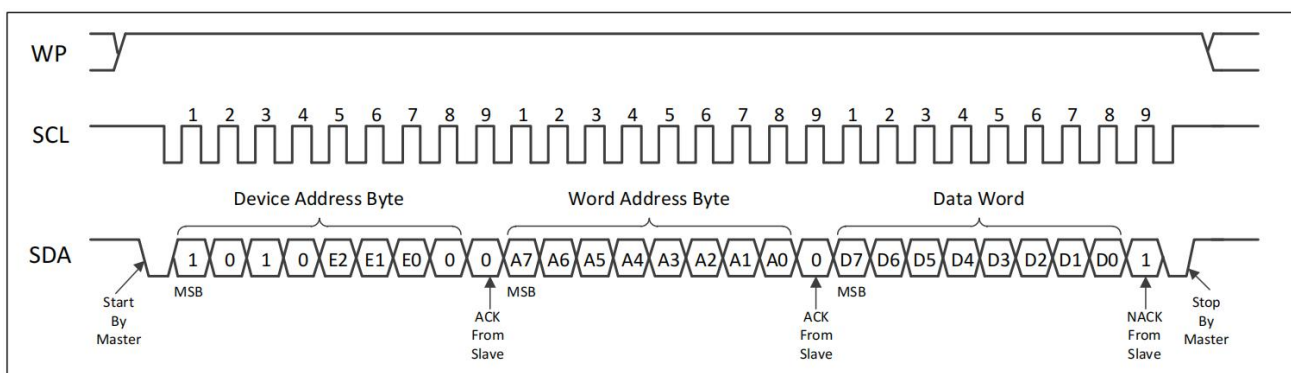 WP
1 2 3 4 5 6 7 8 9 1 2 3 4 5 6 7 8 9 1 2 3 4 5 6 7 8 9
SCL
Device Address Byte Word Address Byte Data Word
SDA
1 0 1 0 E2 E1 E0 0 0 A7 A6 A5 A4 A3 A2 A1 A0 0 D7 D6 D5 D4 D3 D2 D1 D0 1
MSB MSB MSB
Start
By
Master
ACK
From
Slave
ACK
From
Slave
NACK
From
Slave
Stop
By
Master